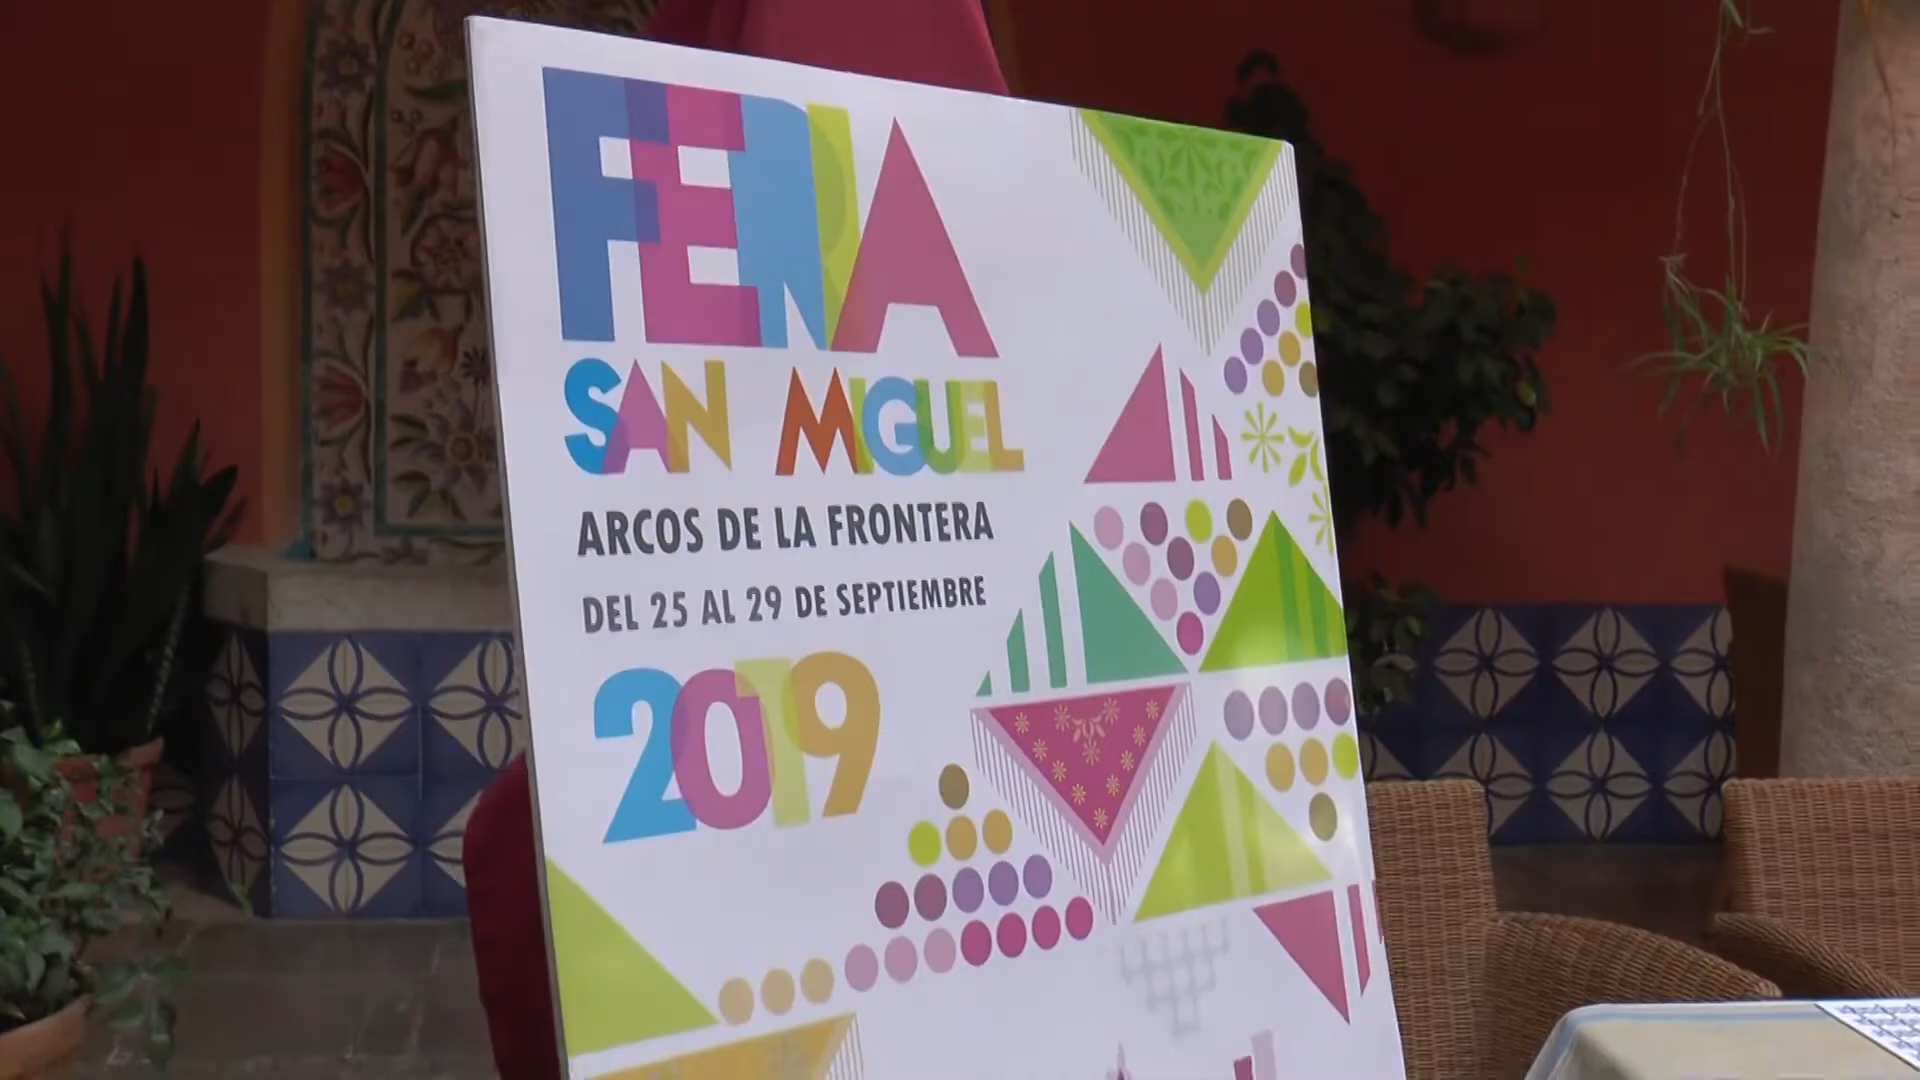 FERIA
SAN MIGUEL
ARCOS DE LA FRONTERA
DEL 25 AL 29 DE SEPTIEMBRE
2019